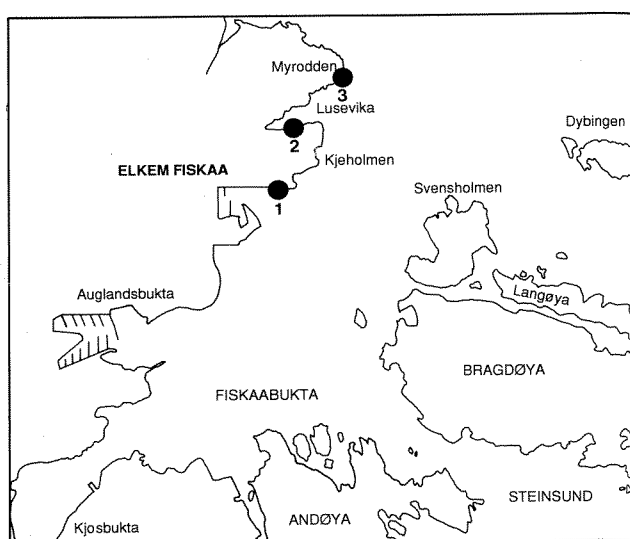 Myrodden
3
Lusevika
Dybingen
2
Kjeholmen
ELKEM FISKAA
Svensholmen
1
Auglandsbukta
Langøya
BRAGDØYA
FISKAABUKTA
STEINSUND
ANDØYA
Kjosbukta